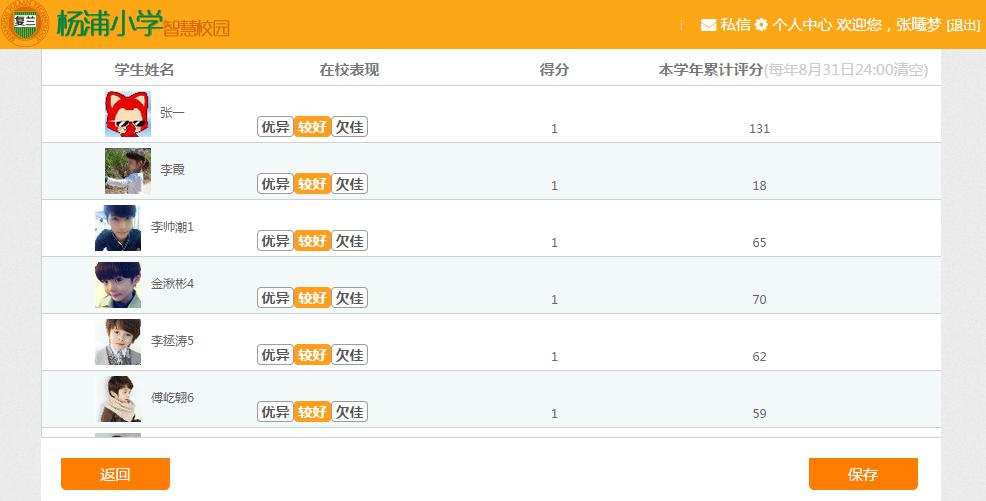 复兰 杨浦小学智慧校园 私信 个人中心 欢迎您，张曦梦 [退出]
学生姓名 在校表现 得分 本学年累计评分(每年8月31日24:00清空)
张一 优异 较好 欠佳 1 131
李霞 优异 较好 欠佳 1 18
李帅潮1 优异 较好 欠佳 1 65
金湫彬4 优异 较好 欠佳 1 70
李拯涛5 优异 较好 欠佳 1 62
傅屹翱6 优异 较好 欠佳 1 59
返回 保存